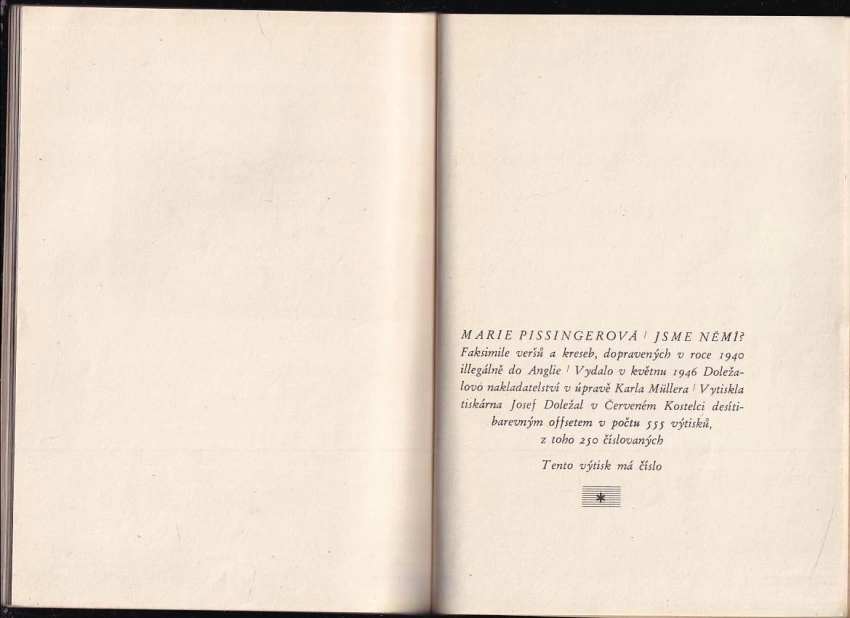 MARIE PISSINGEROVÁ / JSME NĚMÍ?
Faksimile veršů a kreseb, dopravených v roce 1940
illegálně do Anglie / Vydalo v květnu 1946 Doleža-
lovo nakladatelství v úpravě Karla Müllera / Vytiskla
tiskárna Josef Doležal v Červeném Kostelci desíti-
barevným offsetem v počtu 555 výtisků,
z toho 250 číslovaných
Tento výtisk má číslo
*